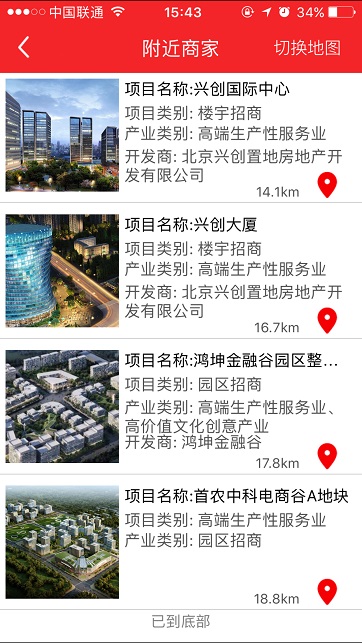 中国联通 15:43 34%
附近商家 切换地图
项目名称:兴创国际中心
项目类别: 楼宇招商
产业类别: 高端生产性服务业
开发商: 北京兴创置地房地产开
发有限公司
14.1km
项目名称:兴创大厦
项目类别: 楼宇招商
产业类别: 高端生产性服务业
开发商: 北京兴创置地房地产开
发有限公司
16.7km
项目名称:鸿坤金融谷园区整...
项目类别: 园区招商
产业类别: 高端生产性服务业、
高价值文化创意产业
开发商: 鸿坤金融谷
17.8km
项目名称:首农中科电商谷A地块
项目类别: 高端生产性服务业
产业类别: 园区招商
18.8km
已到底部